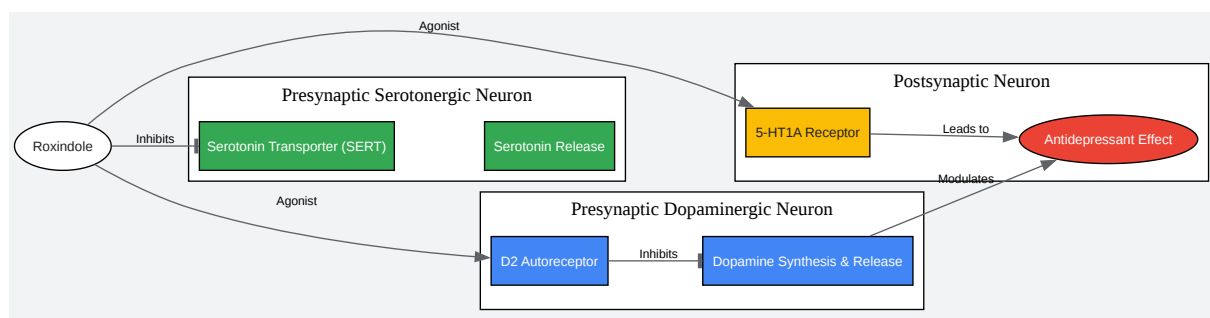 Agonist
Postsynaptic Neuron
Presynaptic Serotonergic Neuron
Roxindole
Inhibits
Serotonin Transporter (SERT)
Serotonin Release
5-HT1A Receptor
Leads to
Antidepressant Effect
Modulates
Agonist
Presynaptic Dopaminergic Neuron
D2 Autoreceptor
Inhibits
Dopamine Synthesis & Release